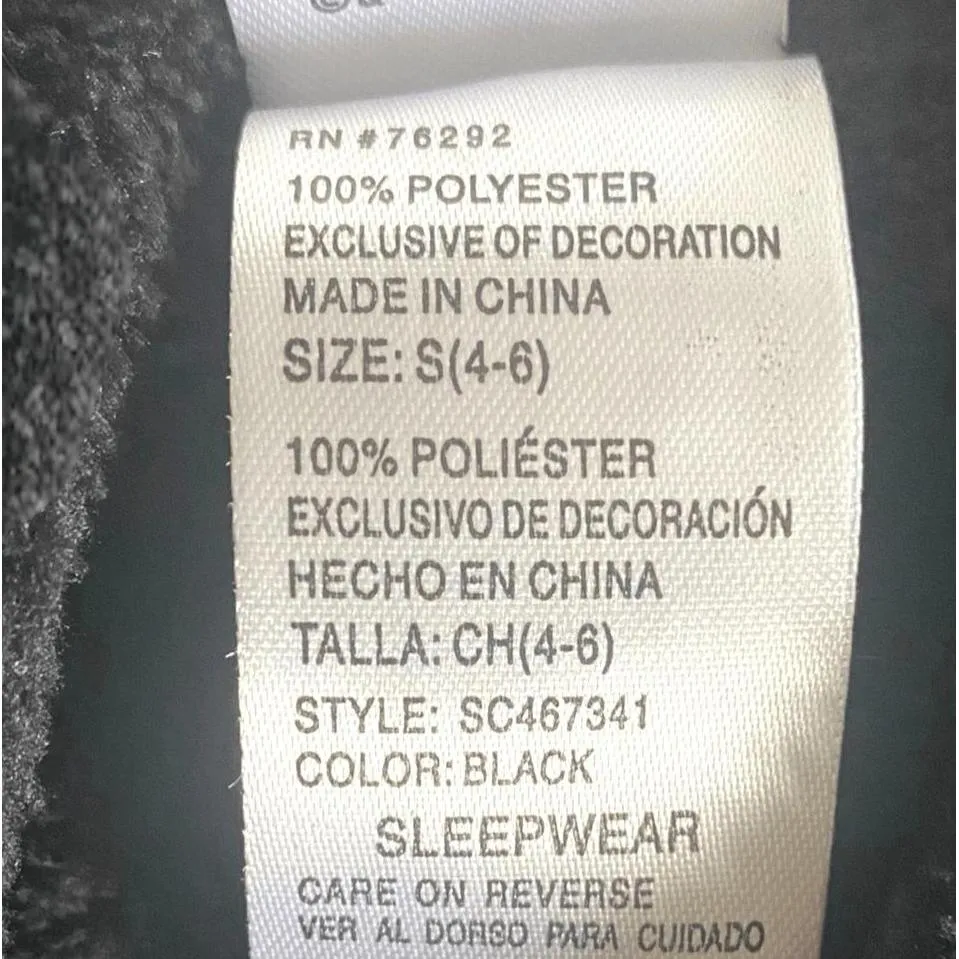 RN #76292
100% POLYESTER
EXCLUSIVE OF DECORATION
MADE IN CHINA
SIZE: S(4-6)
100% POLIÉSTER
EXCLUSIVO DE DECORACIÓN
HECHO EN CHINA
TALLA: CH(4-6)
STYLE: SC467341
COLOR: BLACK
SLEEPWEAR
CARE ON REVERSE
VER AL DORSO PARA CUIDADO